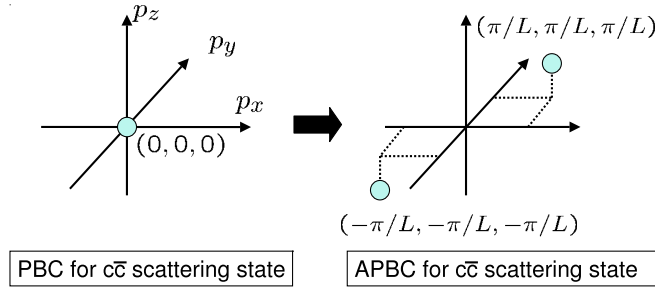 p_z
p_y
p_x
(0, 0, 0)
PBC for cc̅ scattering state
(π/L, π/L, π/L)
(−π/L, −π/L, −π/L)
APBC for cc̅ scattering state